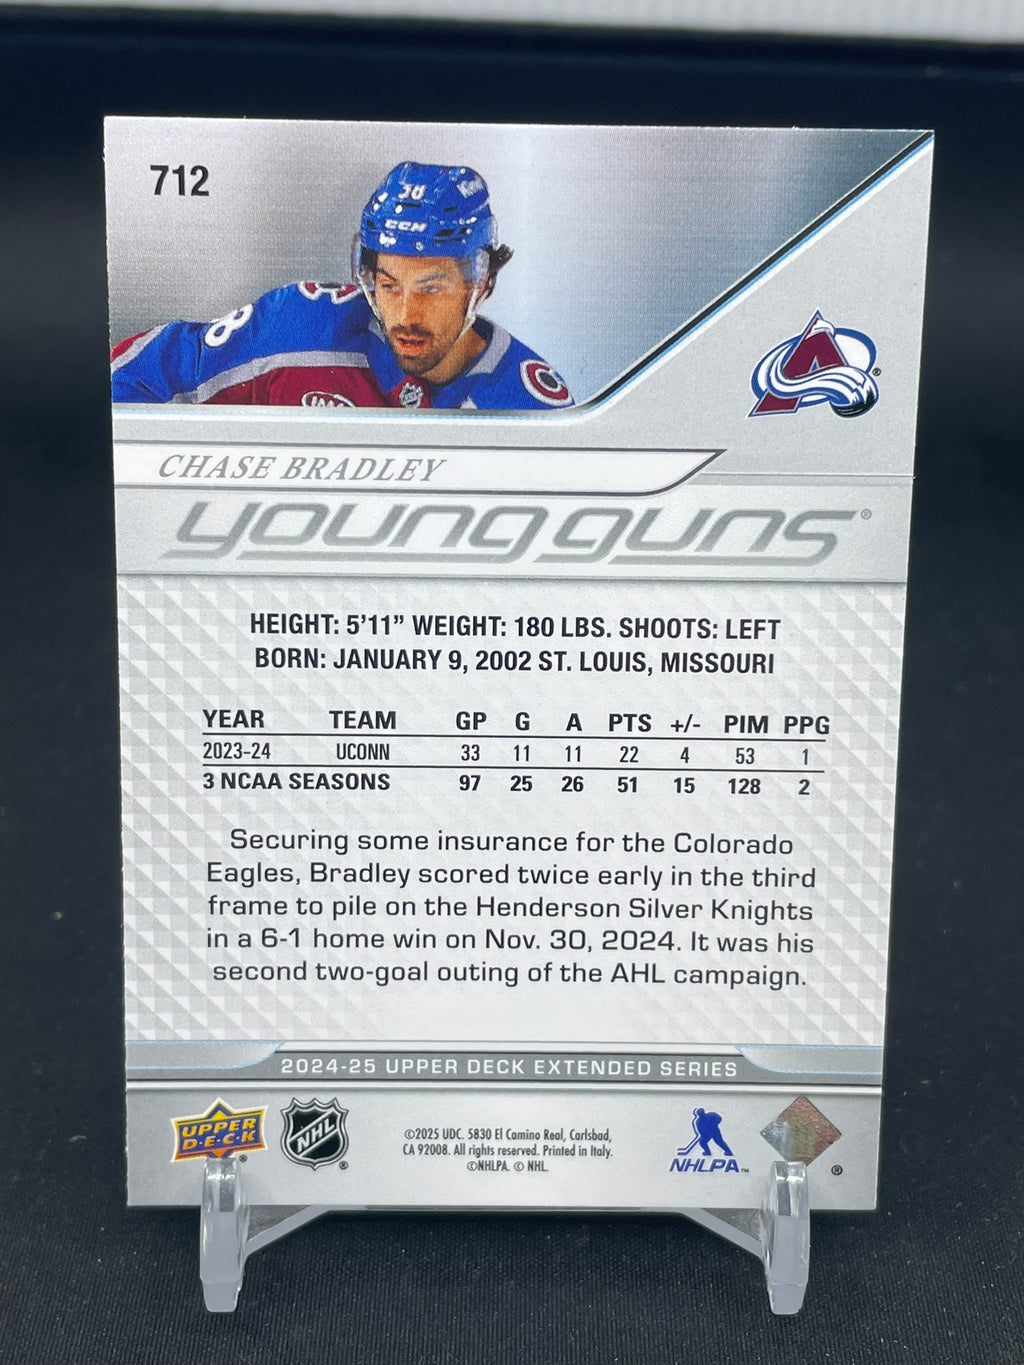 712
38
CCM
8
CHASE BRADLEY
young guns®
HEIGHT: 5'11" WEIGHT: 180 LBS. SHOOTS: LEFT
BORN: JANUARY 9, 2002 ST. LOUIS, MISSOURI
YEAR TEAM GP G A PTS +/- PIM PPG
2023-24 UCONN 33 11 11 22 4 53 1
3 NCAA SEASONS 97 25 26 51 15 128 2
Securing some insurance for the Colorado
Eagles, Bradley scored twice early in the third
frame to pile on the Henderson Silver Knights
in a 6-1 home win on Nov. 30, 2024. It was his
second two-goal outing of the AHL campaign.
2024-25 UPPER DECK EXTENDED SERIES
UPPER
D•E•C•K
®
NHL
®
©2025 UDC. 5830 El Camino Real, Carlsbad,
CA 92008. All rights reserved. Printed in Italy.
©NHLPA. © NHL.
NHLPA™
®